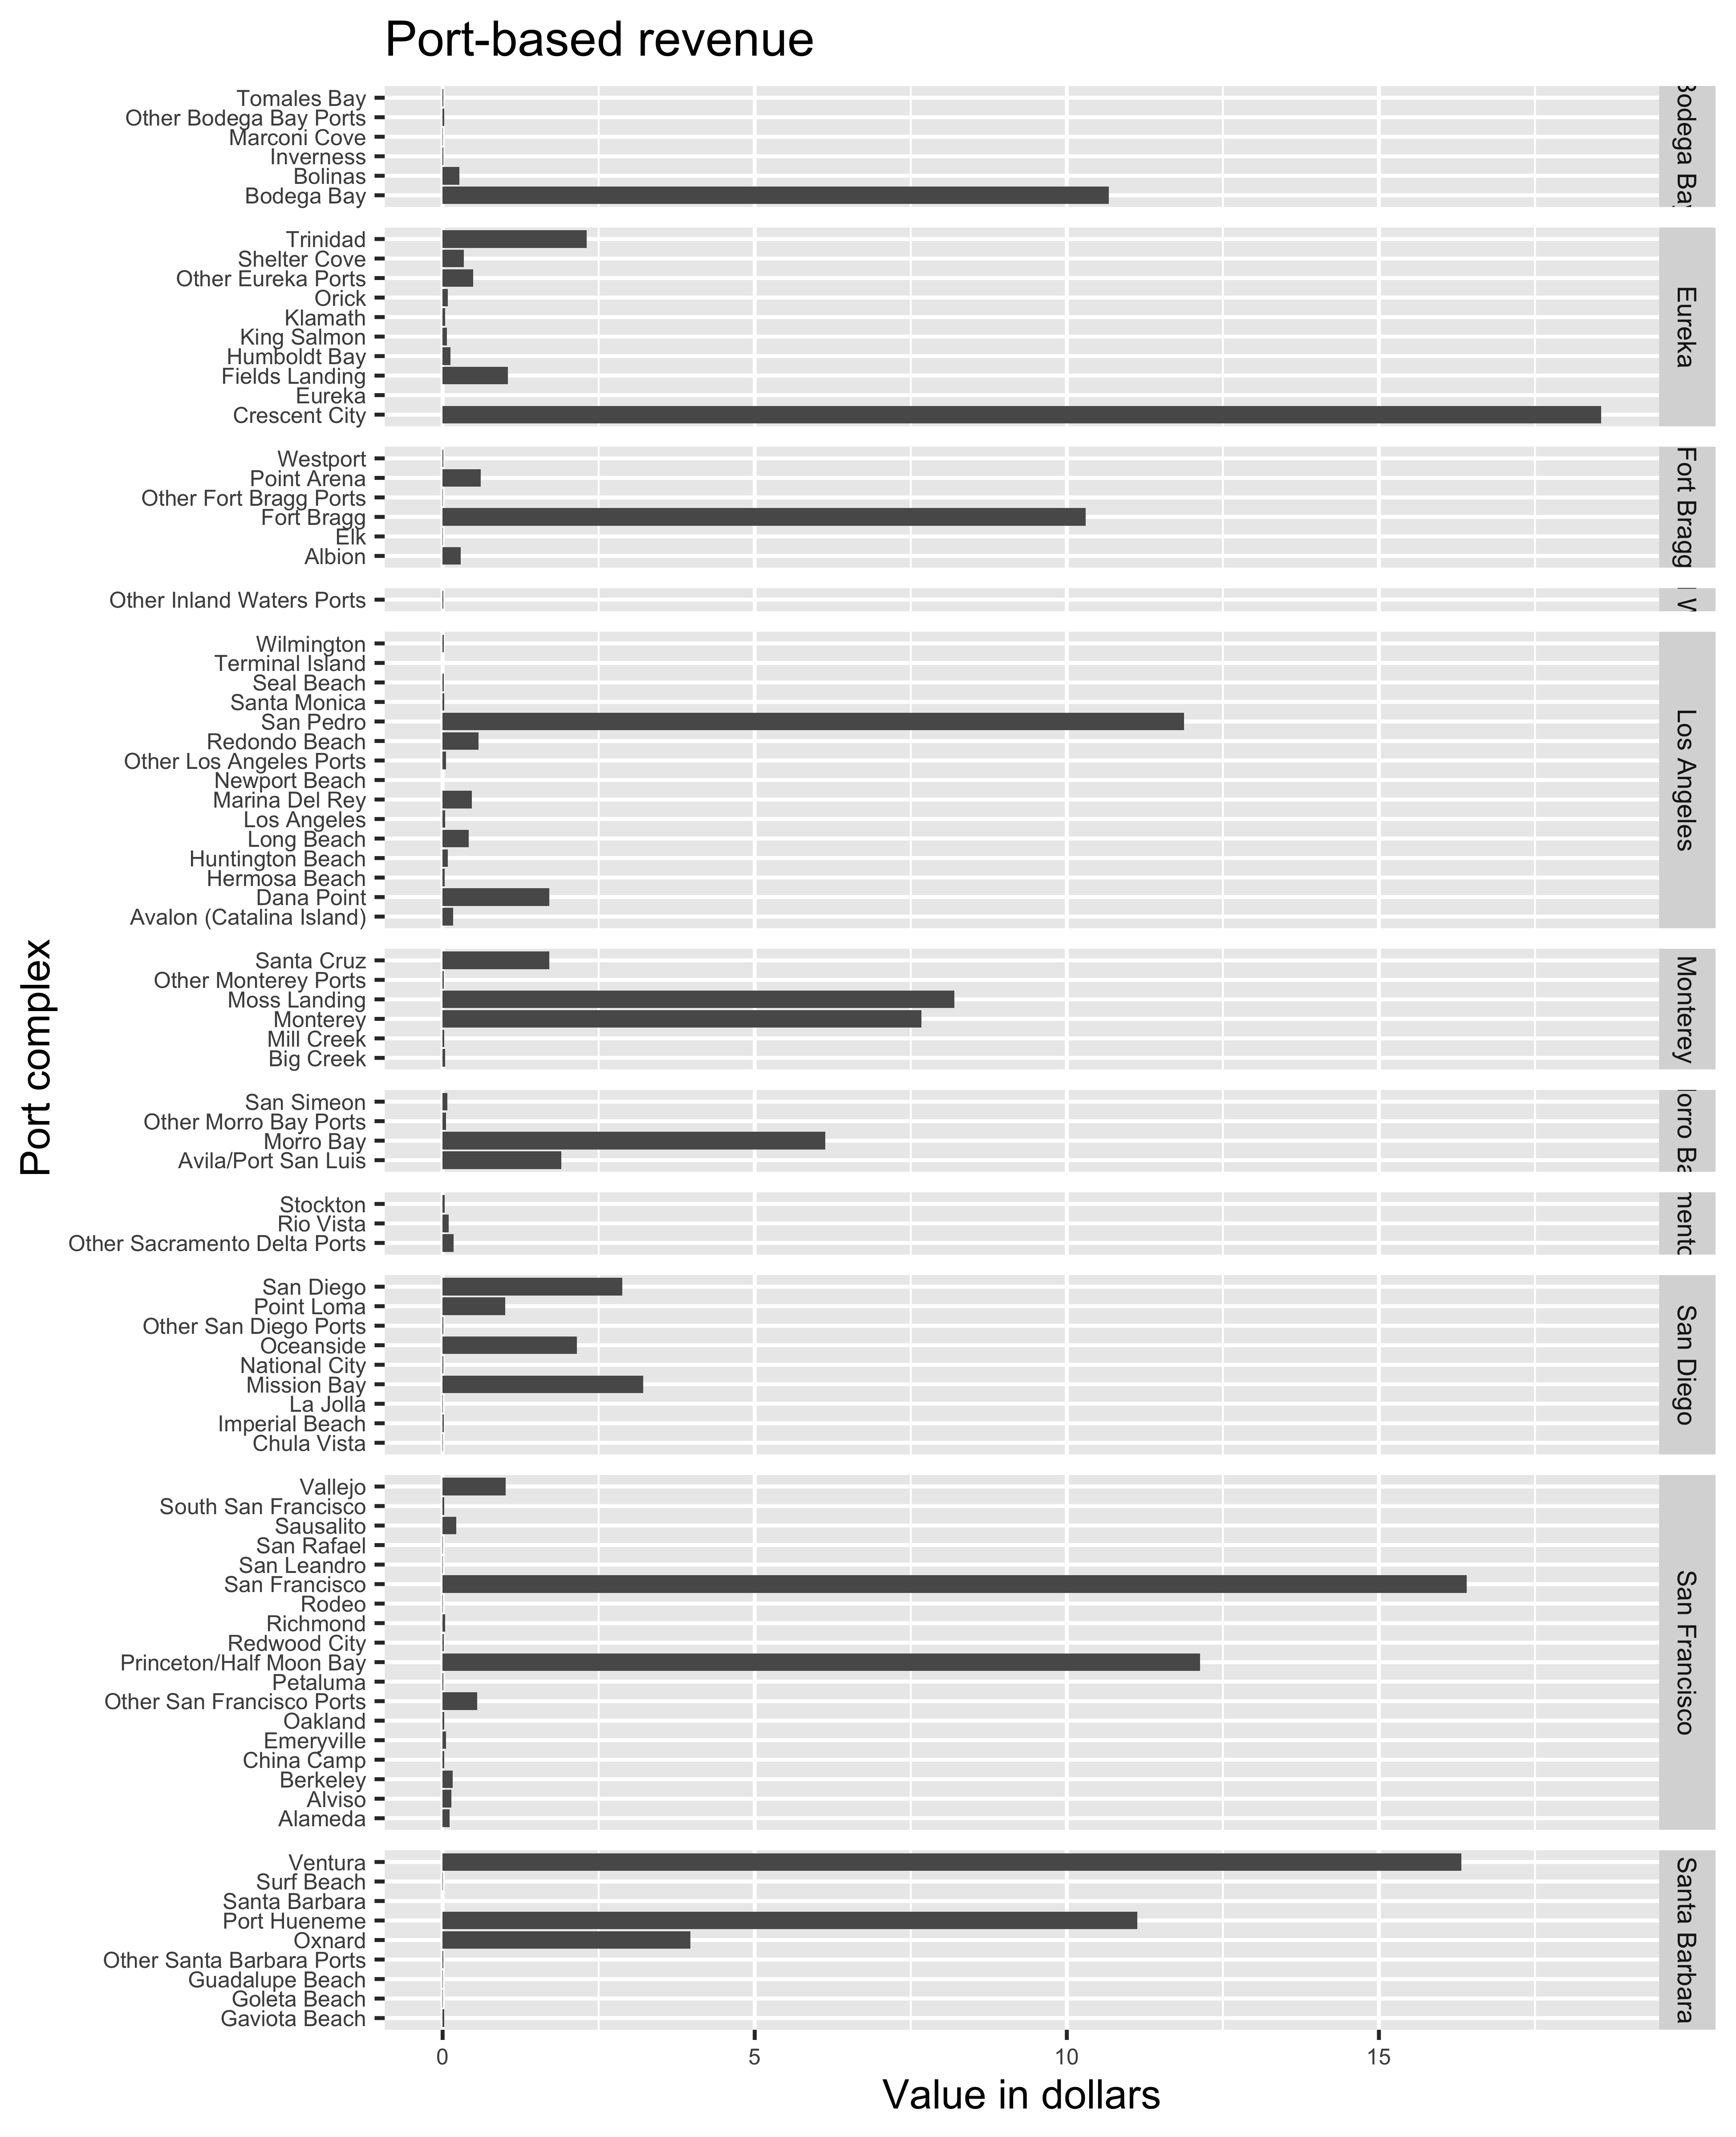 Port-based revenue
Tomales Bay
Other Bodega Bay Ports
Marconi Cove
Inverness
Bolinas
Bodega Bay
Bodega Bay
Trinidad
Shelter Cove
Other Eureka Ports
Orick
Klamath
King Salmon
Humboldt Bay
Fields Landing
Eureka
Crescent City
Eureka
Westport
Point Arena
Other Fort Bragg Ports
Fort Bragg
Elk
Albion
Fort Bragg
Other Inland Waters Ports
Wilmington
Terminal Island
Seal Beach
Santa Monica
San Pedro
Redondo Beach
Other Los Angeles Ports
Newport Beach
Marina Del Rey
Los Angeles
Long Beach
Huntington Beach
Hermosa Beach
Dana Point
Avalon (Catalina Island)
Los Angeles
Santa Cruz
Other Monterey Ports
Moss Landing
Monterey
Mill Creek
Big Creek
Monterey
San Simeon
Other Morro Bay Ports
Morro Bay
Avila/Port San Luis
orro Ba
Stockton
Rio Vista
Other Sacramento Delta Ports
mento
San Diego
Point Loma
Other San Diego Ports
Oceanside
National City
Mission Bay
La Jolla
Imperial Beach
Chula Vista
San Diego
Vallejo
South San Francisco
Sausalito
San Rafael
San Leandro
San Francisco
Rodeo
Richmond
Redwood City
Princeton/Half Moon Bay
Petaluma
Other San Francisco Ports
Oakland
Emeryville
China Camp
Berkeley
Alviso
Alameda
San Francisco
Ventura
Surf Beach
Santa Barbara
Port Hueneme
Oxnard
Other Santa Barbara Ports
Guadalupe Beach
Goleta Beach
Gaviota Beach
Santa Barbara
0 5 10 15
Value in dollars
Port complex